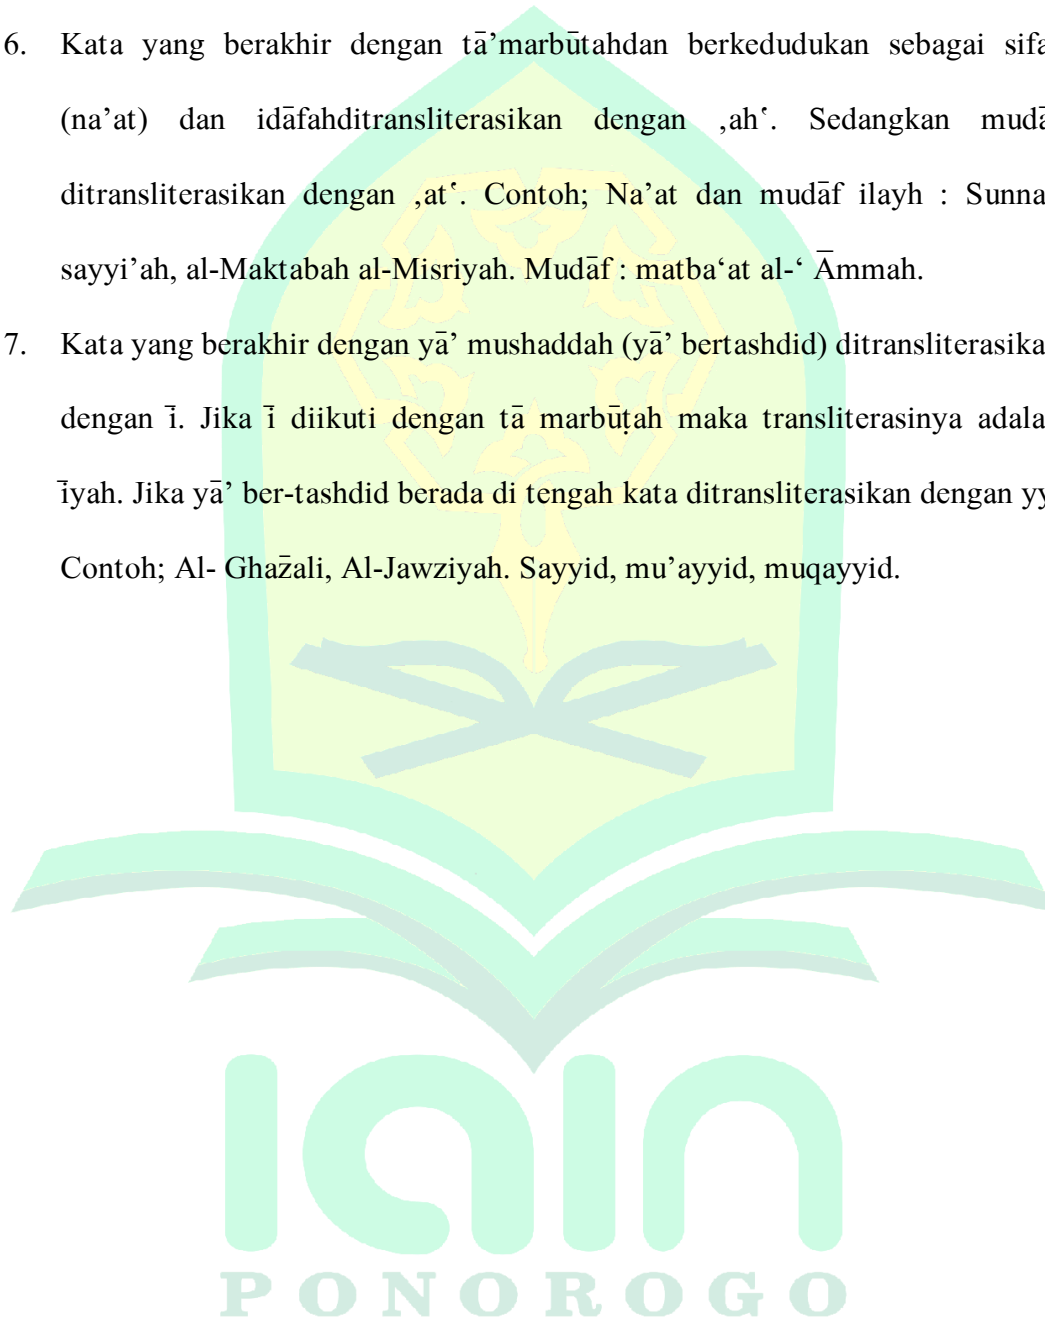 6. Kata yang berakhir dengan tā’marbūtahdan berkedudukan sebagai sifa
(na’at) dan idāfahditransliterasikan dengan ‚ah‛. Sedangkan mudā
ditransliterasikan dengan ‚at‛. Contoh; Na’at dan mudāf ilayh : Sunna
sayyi’ah, al-Maktabah al-Misriyah. Mudāf : matba‘at al-‘ Āmmah.
7. Kata yang berakhir dengan yā’ mushaddah (yā’ bertashdid) ditransliterasika
dengan ī. Jika ī diikuti dengan tā marbūṭah maka transliterasinya adala
īyah. Jika yā’ ber-tashdid berada di tengah kata ditransliterasikan dengan yy
Contoh; Al- Ghaz̄ali, Al-Jawziyah. Sayyid, mu’ayyid, muqayyid.
iain
PONOROGO